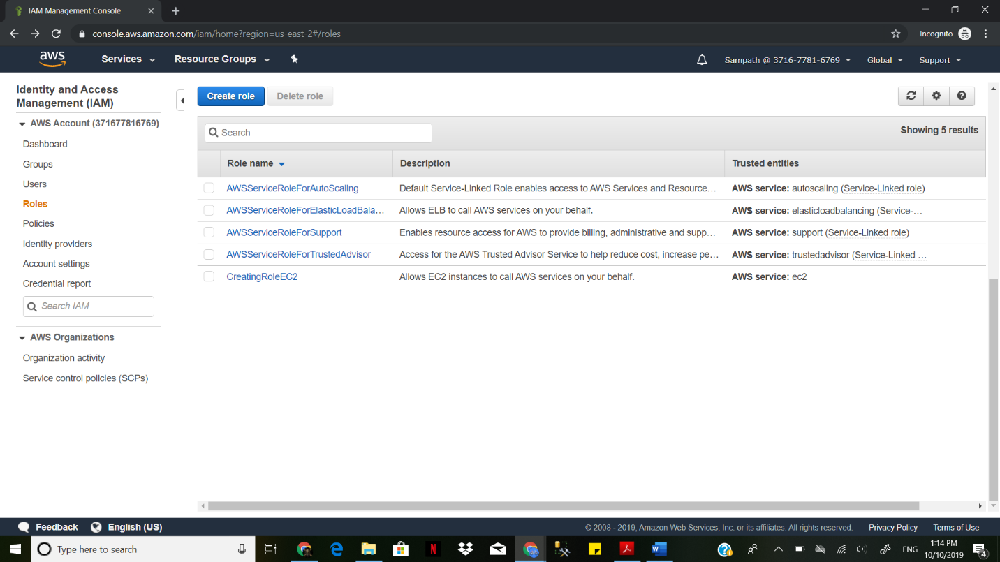 IAM Management Console
console.aws.amazon.com/iam/home?region=us-east-2#/roles
Incognito
aws
Services
Resource Groups
Sampath @ 3716-7781-6769
Global
Support
Identity and Access
Management (IAM)
AWS Account (371677816769)
Dashboard
Groups
Users
Roles
Policies
Identity providers
Account settings
Credential report
Search IAM
AWS Organizations
Organization activity
Service control policies (SCPs)
Create role
Delete role
Search
Showing 5 results
Role name Description Trusted entities
AWSServiceRoleForAutoScaling Default Service-Linked Role enables access to AWS Services and Resource… AWS service: autoscaling (Service-Linked role)
AWSServiceRoleForElasticLoadBala… Allows ELB to call AWS services on your behalf. AWS service: elasticloadbalancing (Service-…
AWSServiceRoleForSupport Enables resource access for AWS to provide billing, administrative and supp… AWS service: support (Service-Linked role)
AWSServiceRoleForTrustedAdvisor Access for the AWS Trusted Advisor Service to help reduce cost, increase pe… AWS service: trustedadvisor (Service-Linked …
CreatingRoleEC2 Allows EC2 instances to call AWS services on your behalf. AWS service: ec2
Feedback English (US) © 2008 - 2019, Amazon Web Services, Inc. or its affiliates. All rights reserved. Privacy Policy Terms of Use
Type here to search
ENG
1:14 PM
10/10/2019
4